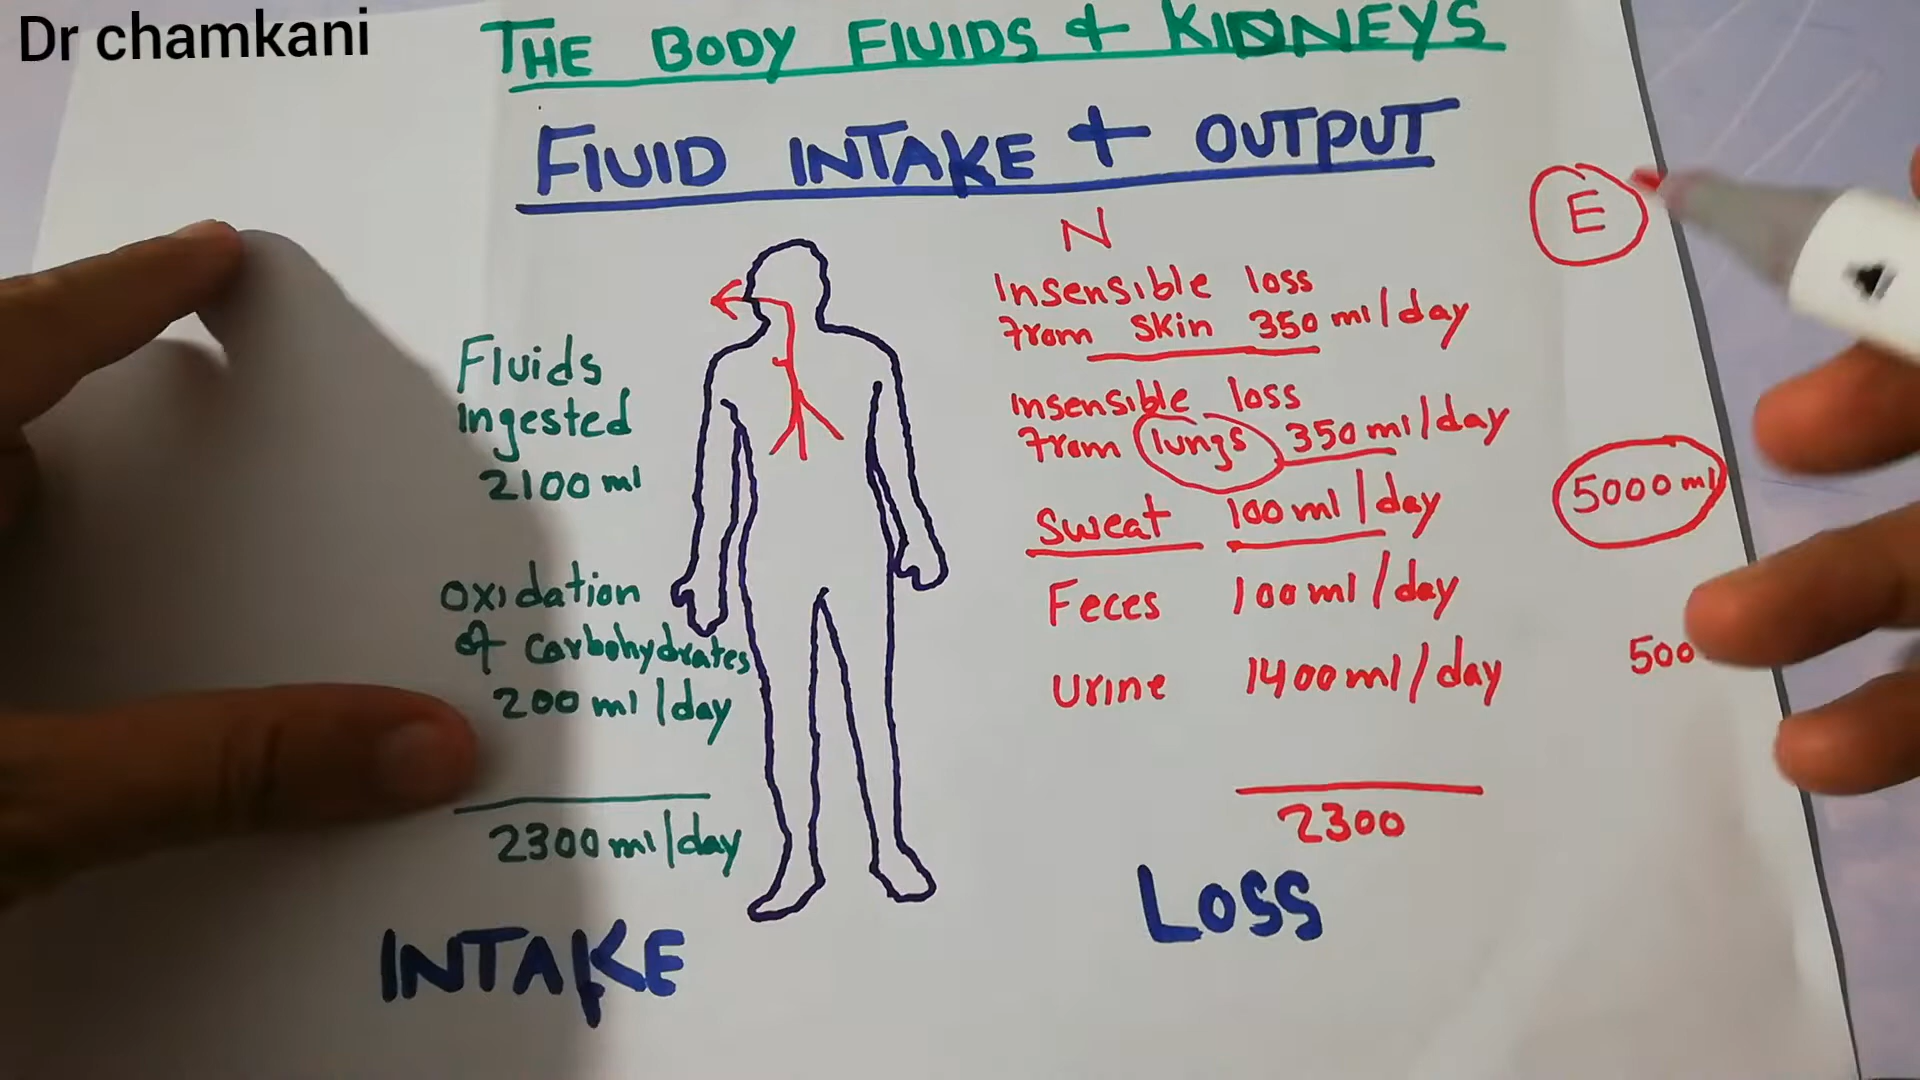 Dr chamkani
THE BODY FLUIDS & KIDNEYS
FLUID INTAKE + OUTPUT
N
E
Insensible loss
from skin 350 ml/day
Fluids
Ingested
2100 ml
insensible loss
from lungs 350 ml/day
5000 ml
Sweat 100 ml/day
Feces 100 ml/day
Oxidation
of carbohydrates
200 ml/day
Urine 1400 ml/day
500
2300 ml/day
2300
INTAKE
LOSS